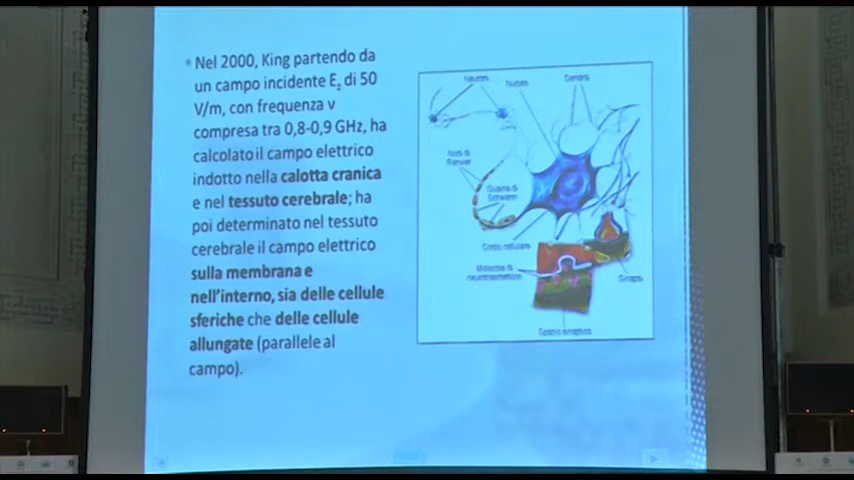 Nel 2000, King partendo da
un campo incidente Ez di 50
V/m, con frequenza ν
compresa tra 0,8-0,9 GHz, ha
calcolato il campo elettrico
indotto nella calotta cranica
e nel tessuto cerebrale; ha
poi determinato nel tessuto
cerebrale il campo elettrico
sulla membrana e
nell'interno, sia delle cellule
sferiche che delle cellule
allungate (parallele al
campo).
Neurons
Nucleo
Dendriti
Nodi di
Ranvier
Guaina di
Schwann
Corpo cellulare
Molecole di
neurotrasmettitori
Sinapsi
Spazio sinaptico